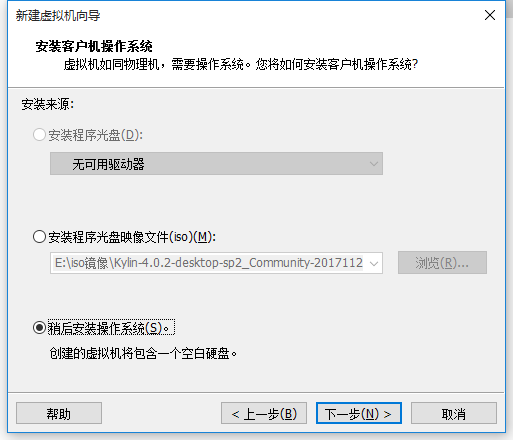 新建虚拟机向导
安装客户机操作系统
虚拟机如同物理机，需要操作系统。您将如何安装客户机操作系统?
安装来源:
安装程序光盘(D):
无可用驱动器
安装程序光盘映像文件(iso)(M):
E:\iso镜像\Kylin-4.0.2-desktop-sp2_Community-2017112
浏览(R)...
稍后安装操作系统(S)。
创建的虚拟机将包含一个空白硬盘。
帮助
< 上一步(B)
下一步(N) >
取消